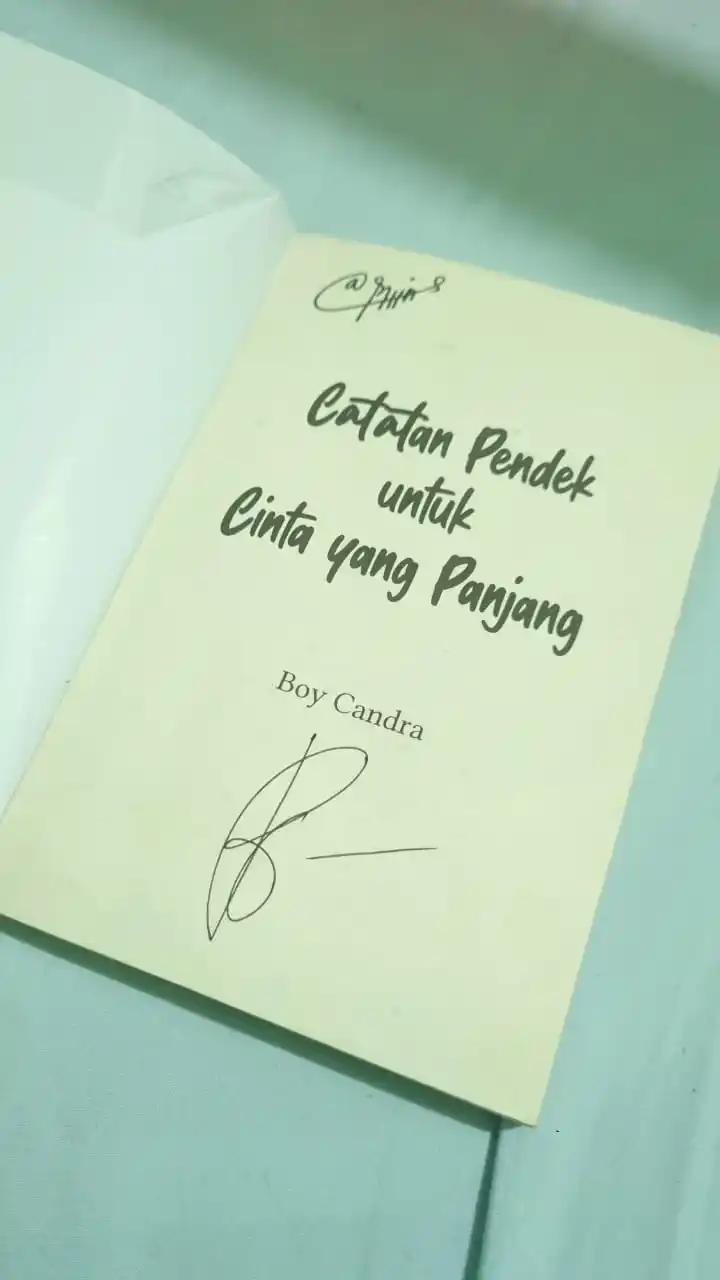 Catatan Pendek
untuk
Cinta yang Panjang
Boy Candra